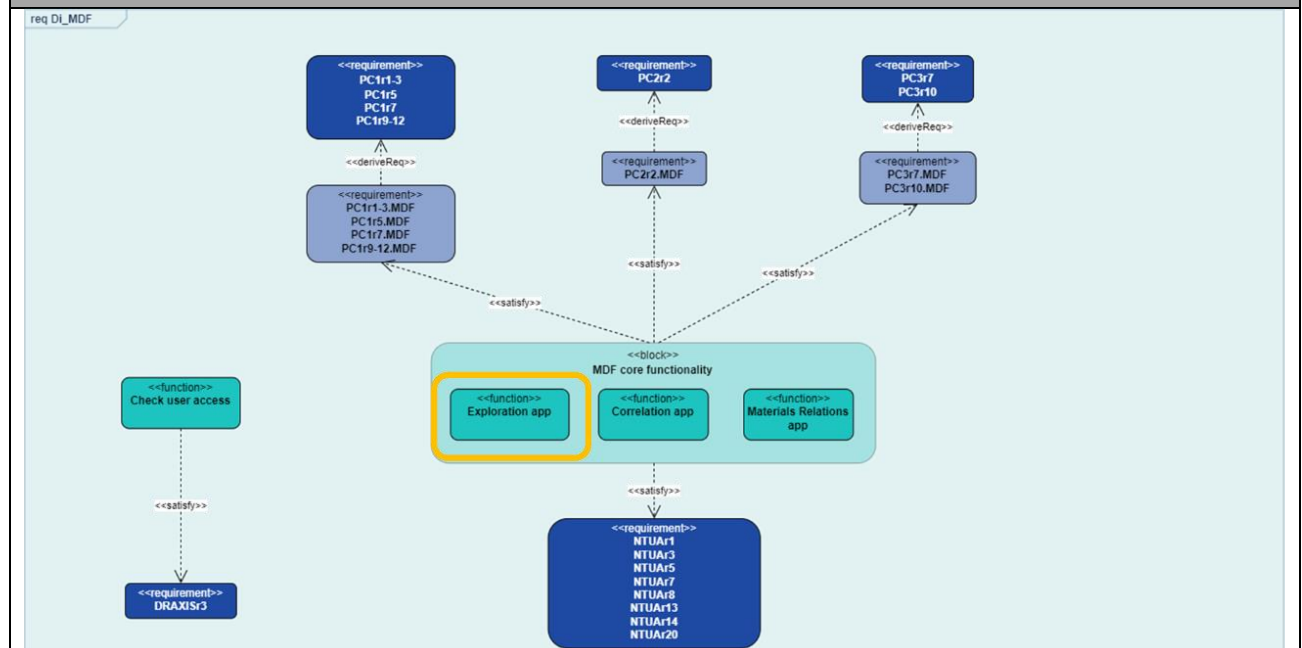 req Di_MDF
<<requirement>>
PC1r1-3
PC1r5
PC1r7
PC1r9-12
<<requirement>>
PC2r2
<<requirement>>
PC3r7
PC3r10
<<deriveReq>>
<<deriveReq>>
<<deriveReq>>
<<requirement>>
PC1r1-3.MDF
PC1r5.MDF
PC1r7.MDF
PC1r9-12.MDF
<<requirement>>
PC2r2.MDF
<<requirement>>
PC3r7.MDF
PC3r10.MDF
<<satisfy>>
<<satisfy>>
<<satisfy>>
<<block>>
MDF core functionality
<<function>>
Check user access
<<function>>
Exploration app
<<function>>
Correlation app
<<function>>
Materials Relations
app
<<satisfy>>
<<satisfy>>
<<requirement>>
DRAXISr3
<<requirement>>
NTUAr1
NTUAr3
NTUAr5
NTUAr7
NTUAr8
NTUAr13
NTUAr14
NTUAr20